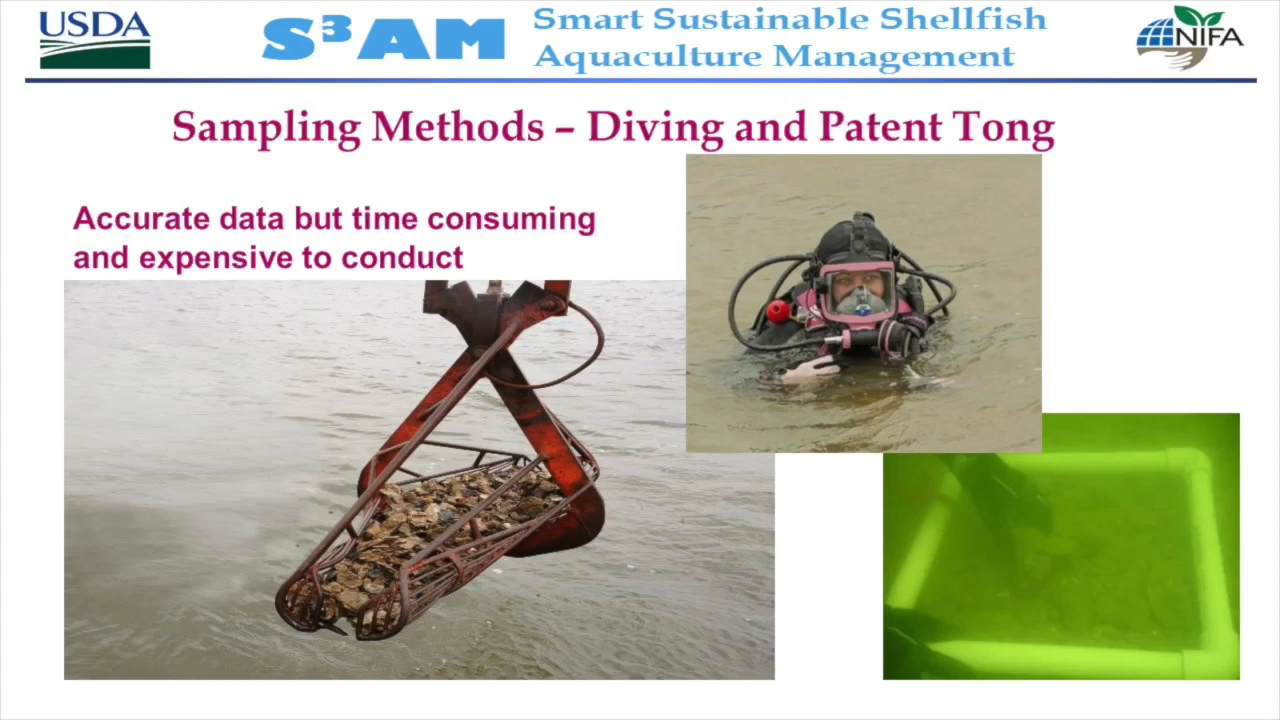 USDA
S³AM
Smart Sustainable Shellfish
Aquaculture Management
NIFA
Sampling Methods – Diving and Patent Tong
Accurate data but time consuming
and expensive to conduct